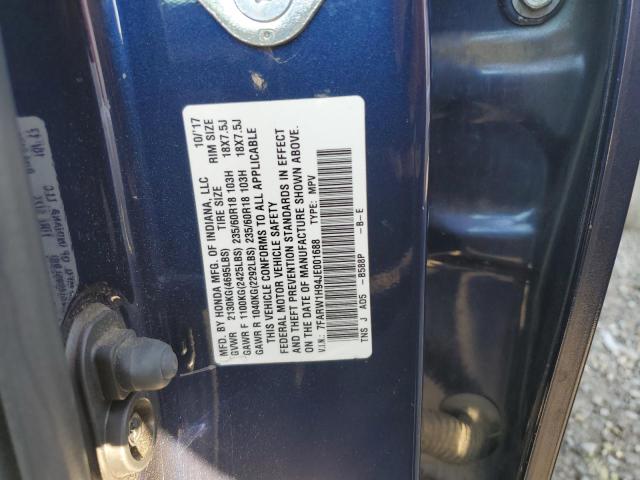 MFD. BY HONDA MFG. OF INDIANA, LLC 10/'17
GVWR 2130KG(4695LBS) TIRE SIZE RIM SIZE
GAWR F 1100KG(2425LBS) 235/60R18 103H 18X7.5J
GAWR R 1040KG(2292LBS) 235/60R18 103H 18X7.5J
THIS VEHICLE CONFORMS TO ALL APPLICABLE
FEDERAL MOTOR VEHICLE SAFETY
AND THEFT PREVENTION STANDARDS IN EFFECT
ON THE DATE OF MANUFACTURE SHOWN ABOVE.
V.I.N: 7FARW1H94JE001688 TYPE: MPV
TNS J AD5 -B588P -B-E